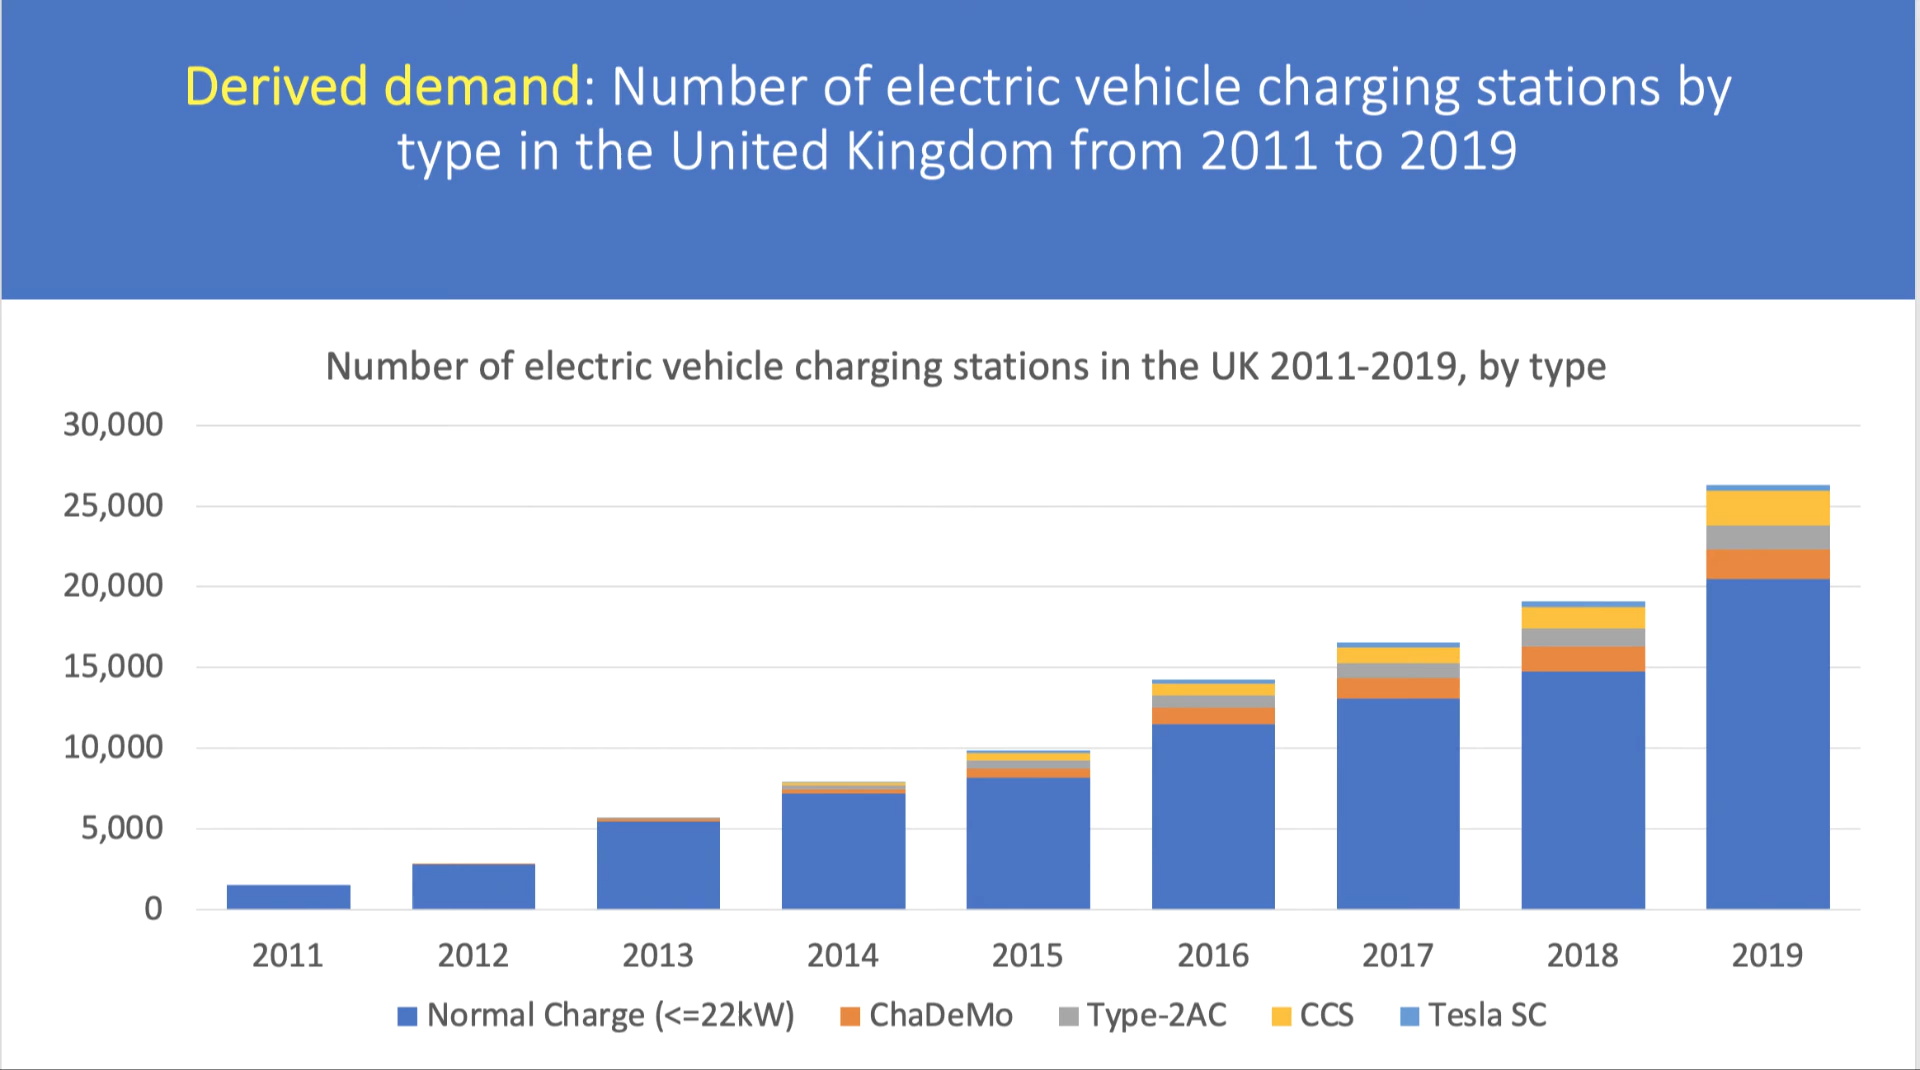 Derived demand: Number of electric vehicle charging stations by
type in the United Kingdom from 2011 to 2019
Number of electric vehicle charging stations in the UK 2011-2019, by type
30,000
25,000
20,000
15,000
10,000
5,000
0
2011 2012 2013 2014 2015 2016 2017 2018 2019
Normal Charge (<=22kW) ChaDeMo Type-2AC CCS Tesla SC